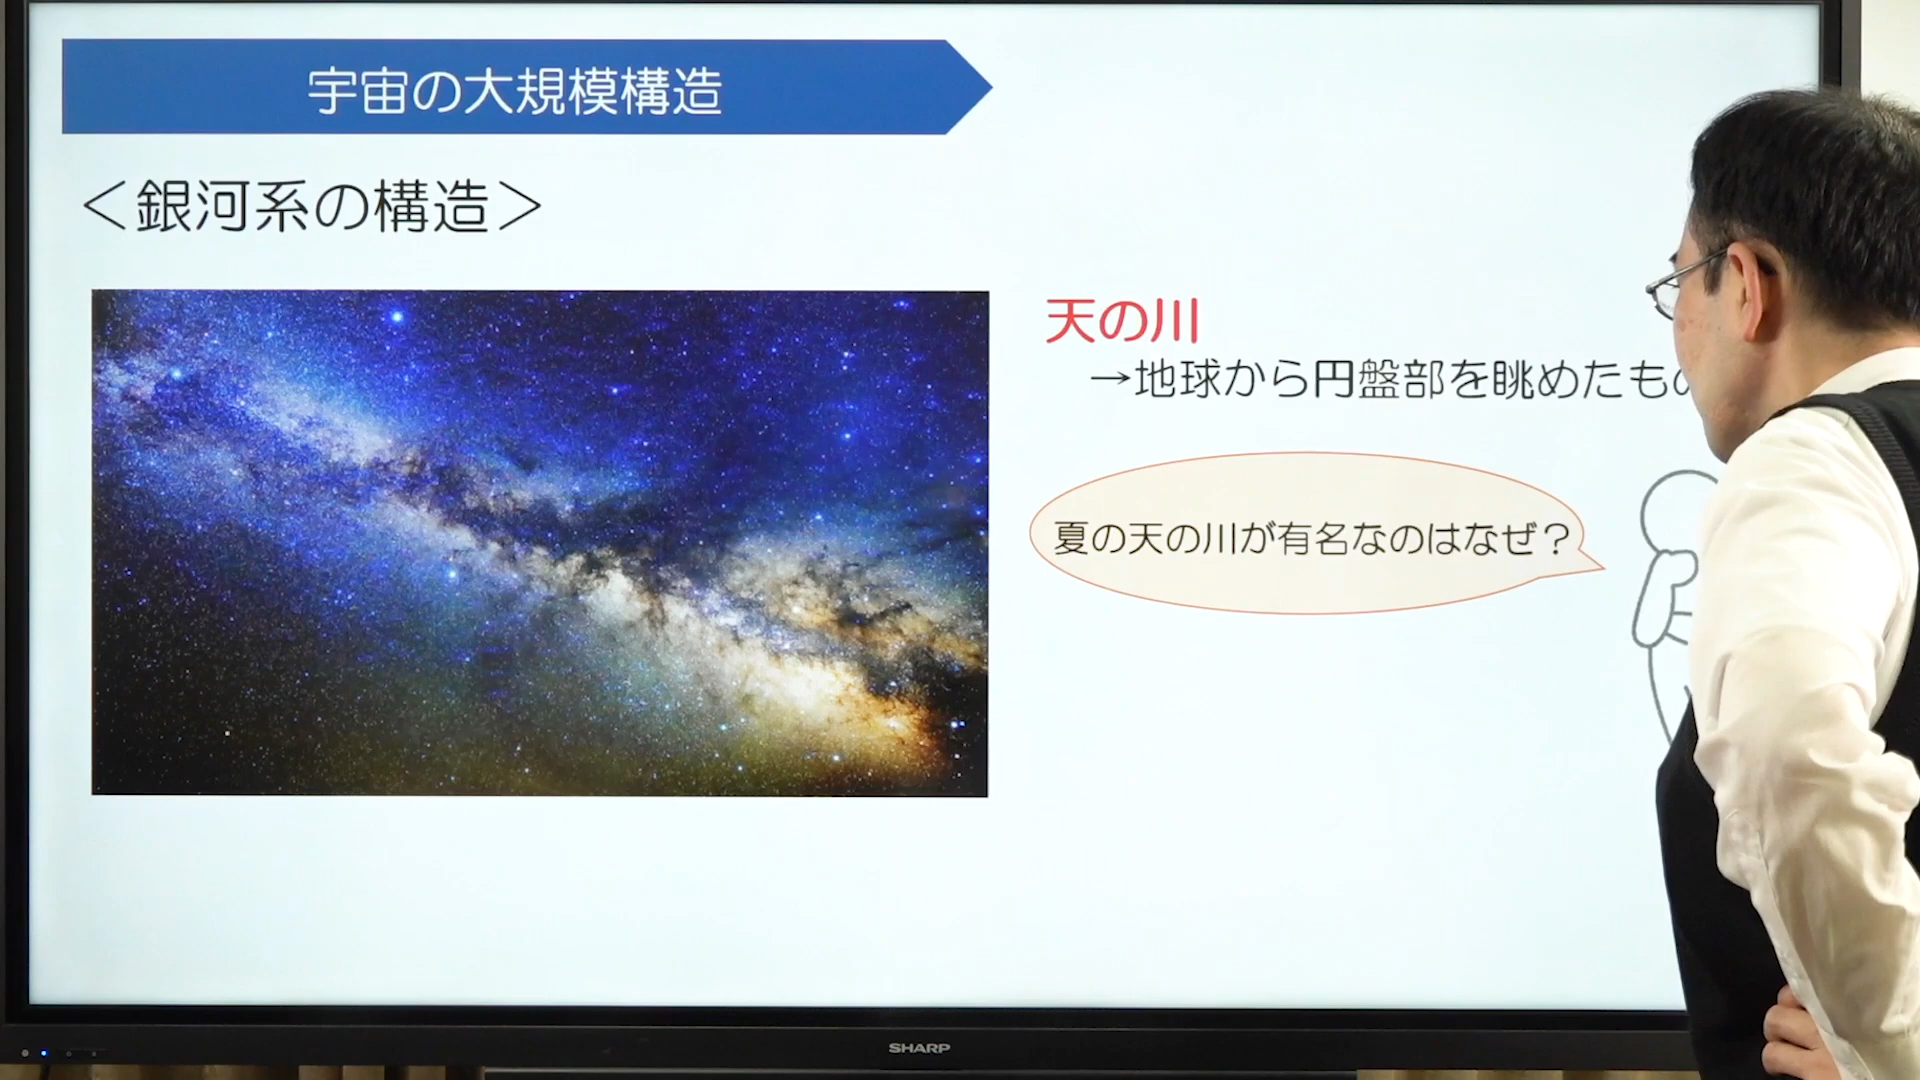 宇宙の大規模構造
＜銀河系の構造＞
天の川
→地球から円盤部を眺めたもの
夏の天の川が有名なのはなぜ？
SHARP